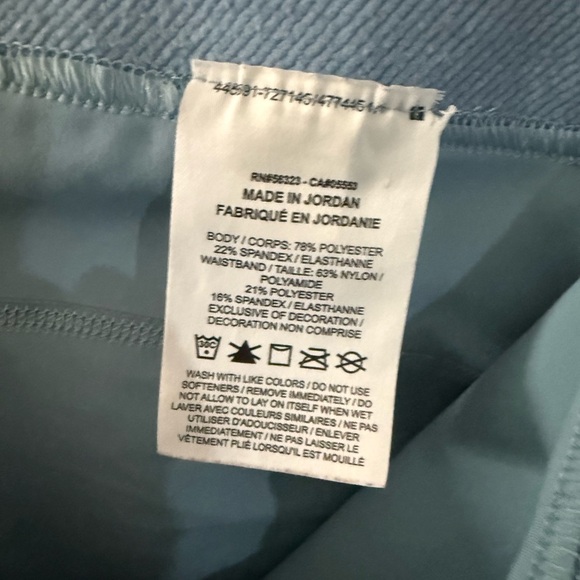 RN#56323 - CA#05553
MADE IN JORDAN
FABRIQUÉ EN JORDANIE
BODY / CORPS: 78% POLYESTER
22% SPANDEX / ELASTHANNE
WAISTBAND / TAILLE: 63% NYLON /
POLYAMIDE
21% POLYESTER
16% SPANDEX / ELASTHANNE
EXCLUSIVE OF DECORATION /
DECORATION NON COMPRISE
WASH WITH LIKE COLORS / DO NOT USE
SOFTENERS / REMOVE IMMEDIATELY / DO
NOT ALLOW TO LAY ON ITSELF WHEN WET
LAVER AVEC COULEURS SIMILAIRES / NE PAS
UTILISER D'ADOUCISSEUR / ENLEVER
IMMEDIATEMENT / NE PAS LAISSER LE
VÊTEMENT PLIÉ LORSQU'IL EST MOUILLÉ